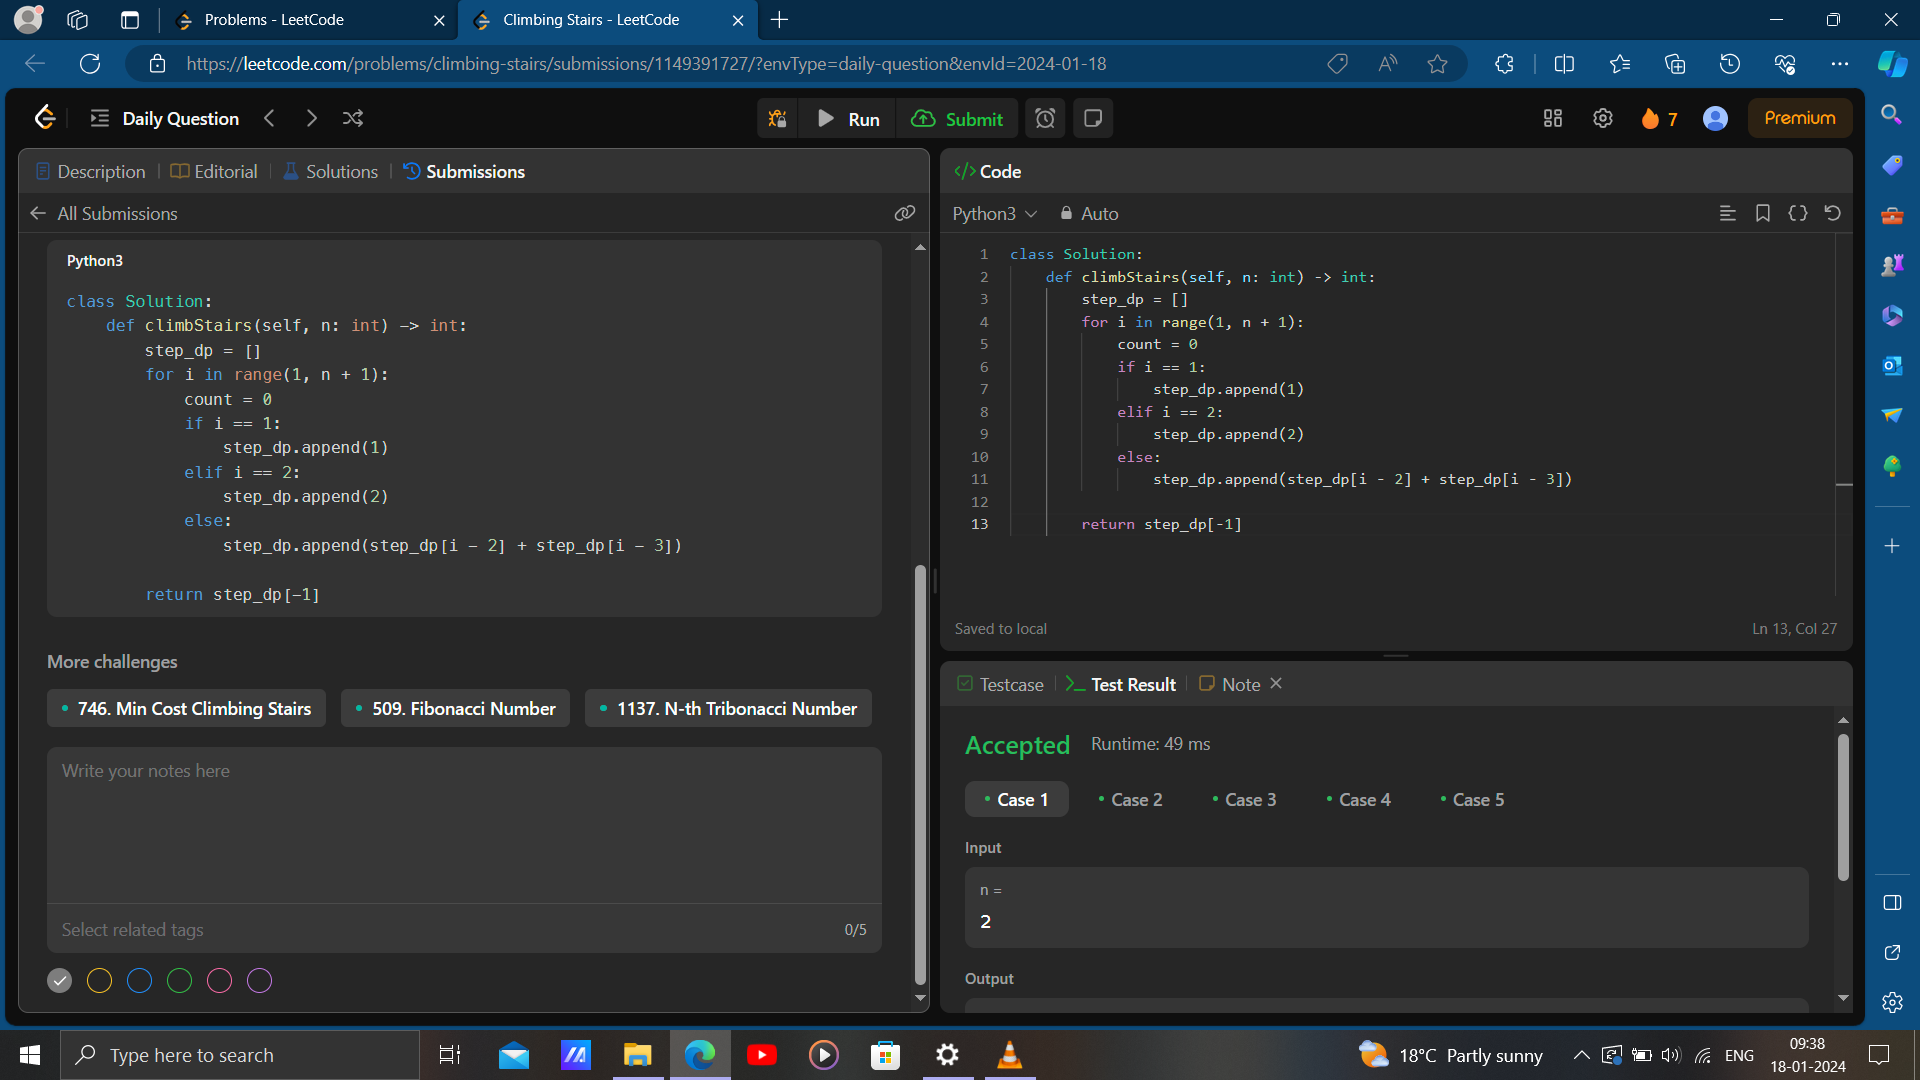 Problems - LeetCode
Climbing Stairs - LeetCode
https://leetcode.com/problems/climbing-stairs/submissions/1149391727/?envType=daily-question&envId=2024-01-18
Daily Question
Run
Submit
7
Premium
Description
Editorial
Solutions
Submissions
All Submissions
Python3
class Solution:
    def climbStairs(self, n: int) -> int:
        step_dp = []
        for i in range(1, n + 1):
            count = 0
            if i == 1:
                step_dp.append(1)
            elif i == 2:
                step_dp.append(2)
            else:
                step_dp.append(step_dp[i - 2] + step_dp[i - 3])
        return step_dp[-1]
More challenges
746. Min Cost Climbing Stairs
509. Fibonacci Number
1137. N-th Tribonacci Number
Write your notes here
Select related tags
0/5
</> Code
Python3
Auto
1 class Solution:
2     def climbStairs(self, n: int) -> int:
3         step_dp = []
4         for i in range(1, n + 1):
5             count = 0
6             if i == 1:
7                 step_dp.append(1)
8             elif i == 2:
9                 step_dp.append(2)
10             else:
11                 step_dp.append(step_dp[i - 2] + step_dp[i - 3])
12
13         return step_dp[-1]
Saved to local
Ln 13, Col 27
Testcase
Test Result
Note
Accepted
Runtime: 49 ms
Case 1
Case 2
Case 3
Case 4
Case 5
Input
n =
2
Output
Type here to search
18°C Partly sunny
ENG
09:38
18-01-2024